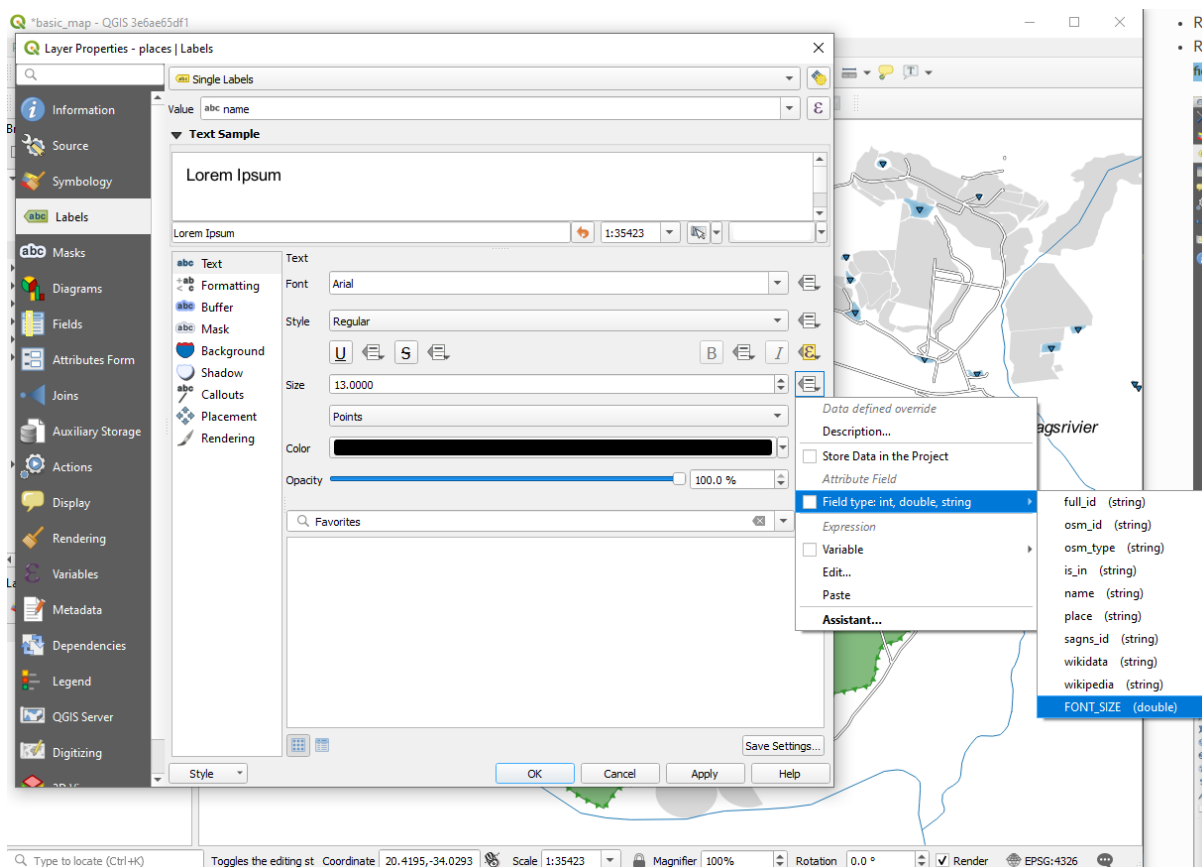 *basic_map - QGIS 3e6ae65df1
Layer Properties - places | Labels
Single Labels
Information
Value abc name
Source
Text Sample
Symbology
Lorem Ipsum
abc Labels
Lorem Ipsum
1:35423
abc Masks
Diagrams
Fields
Attributes Form
Joins
Auxiliary Storage
Actions
Display
Rendering
Variables
Metadata
Dependencies
Legend
QGIS Server
Digitizing
abc Text
Formatting
abc Buffer
abc Mask
Background
Shadow
abc Callouts
Placement
Rendering
Text
Font Arial
Style Regular
U S B I
Size 13.0000
Points
Color
Opacity 100.0 %
Favorites
Save Settings...
Style
OK Cancel Apply Help
Data defined override
Description...
Store Data in the Project
Attribute Field
Field type: int, double, string
Expression
Variable
Edit...
Paste
Assistant...
full_id (string)
osm_id (string)
osm_type (string)
is_in (string)
name (string)
place (string)
sagns_id (string)
wikidata (string)
wikipedia (string)
FONT_SIZE (double)
agsrivier
Type to locate (Ctrl+K)
Toggles the editing st Coordinate 20.4195,-34.0293 Scale 1:35423 Magnifier 100% Rotation 0.0 ° Render EPSG:4326